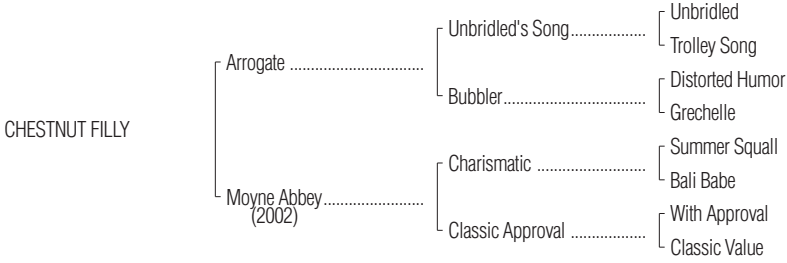 Unbridled
Unbridled's Song..................
Trolley Song
Arrogate ................................
Distorted Humor
Bubbler..................................
Grechelle
CHESTNUT FILLY
Summer Squall
Charismatic ..........................
Bali Babe
Moyne Abbey........................
(2002)
With Approval
Classic Approval ..................
Classic Value